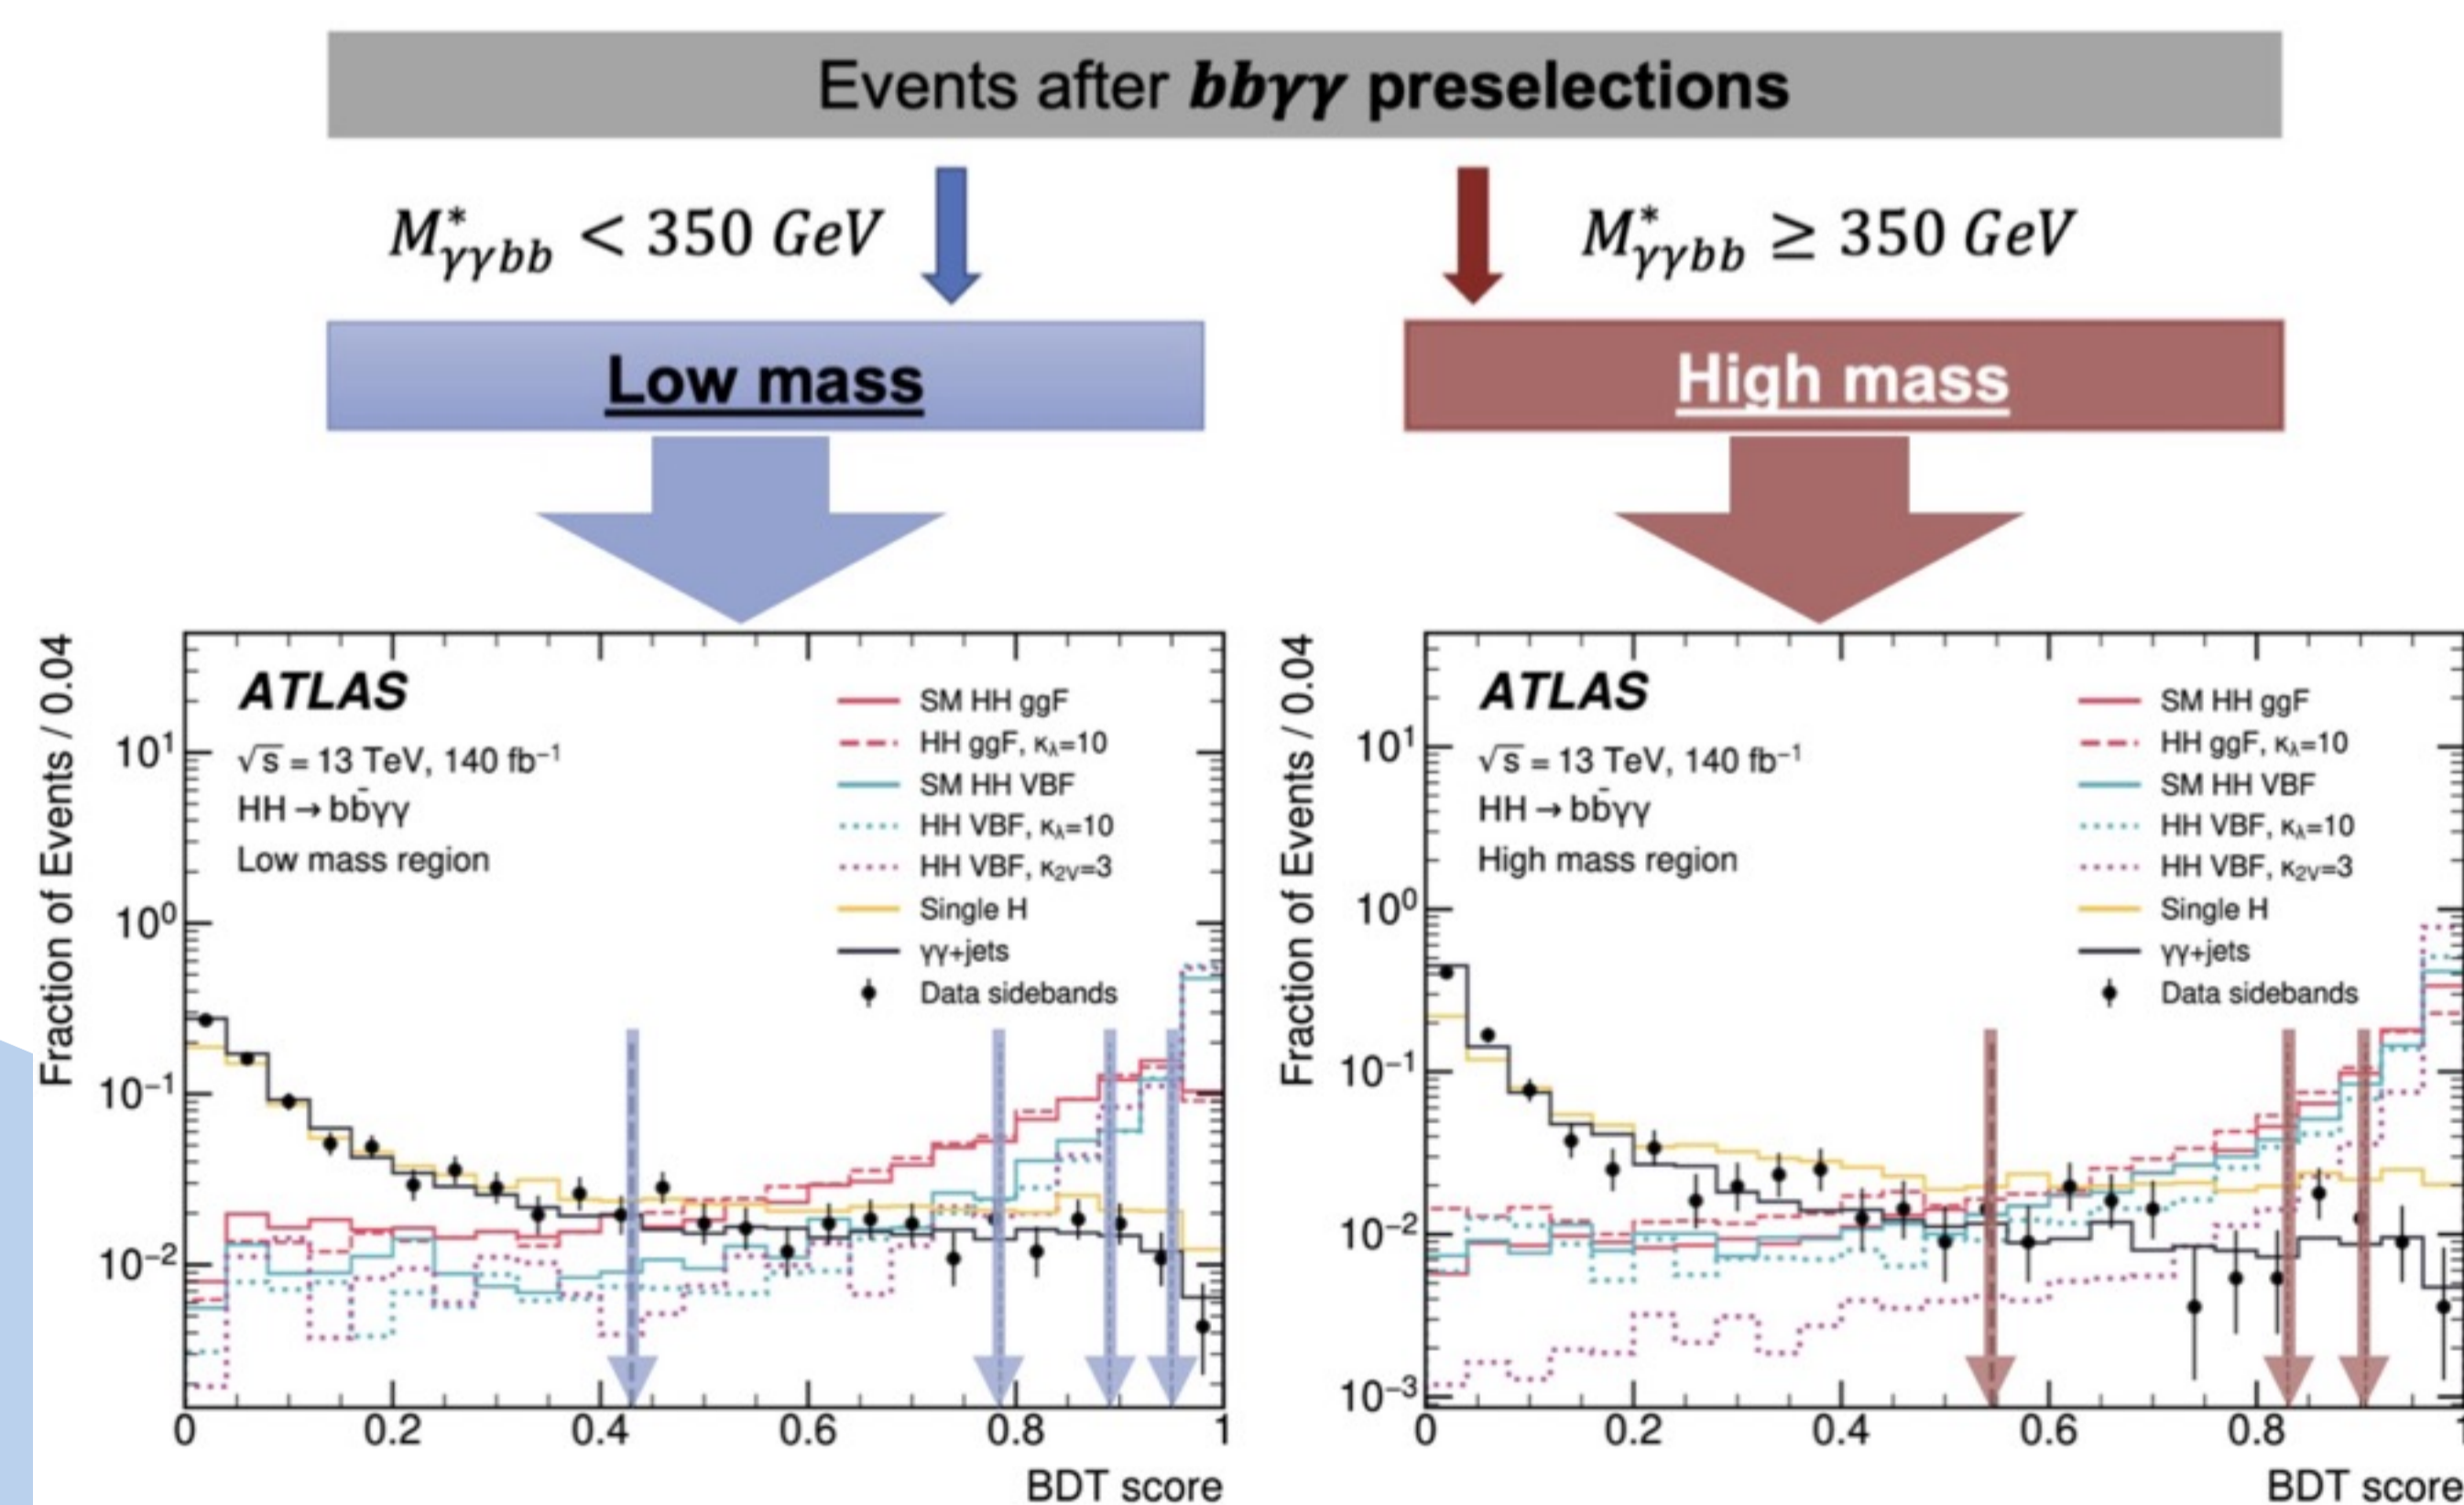 Events after bbγγ preselections
M*γγbb < 350 GeV
M*γγbb ≥ 350 GeV
Low mass
High mass
Fraction of Events / 0.04
10¹
10⁰
10⁻¹
10⁻²
ATLAS
√s = 13 TeV, 140 fb⁻¹
HH → bb̄γγ
Low mass region
SM HH ggF
HH ggF, κλ=10
SM HH VBF
HH VBF, κλ=10
HH VBF, κ2V=3
Single H
γγ+jets
Data sidebands
0 0.2 0.4 0.6 0.8 1
BDT score
Fraction of Events / 0.04
10¹
10⁰
10⁻¹
10⁻²
10⁻³
ATLAS
√s = 13 TeV, 140 fb⁻¹
HH → bb̄γγ
High mass region
SM HH ggF
HH ggF, κλ=10
SM HH VBF
HH VBF, κλ=10
HH VBF, κ2V=3
Single H
γγ+jets
Data sidebands
0 0.2 0.4 0.6 0.8 1
BDT score